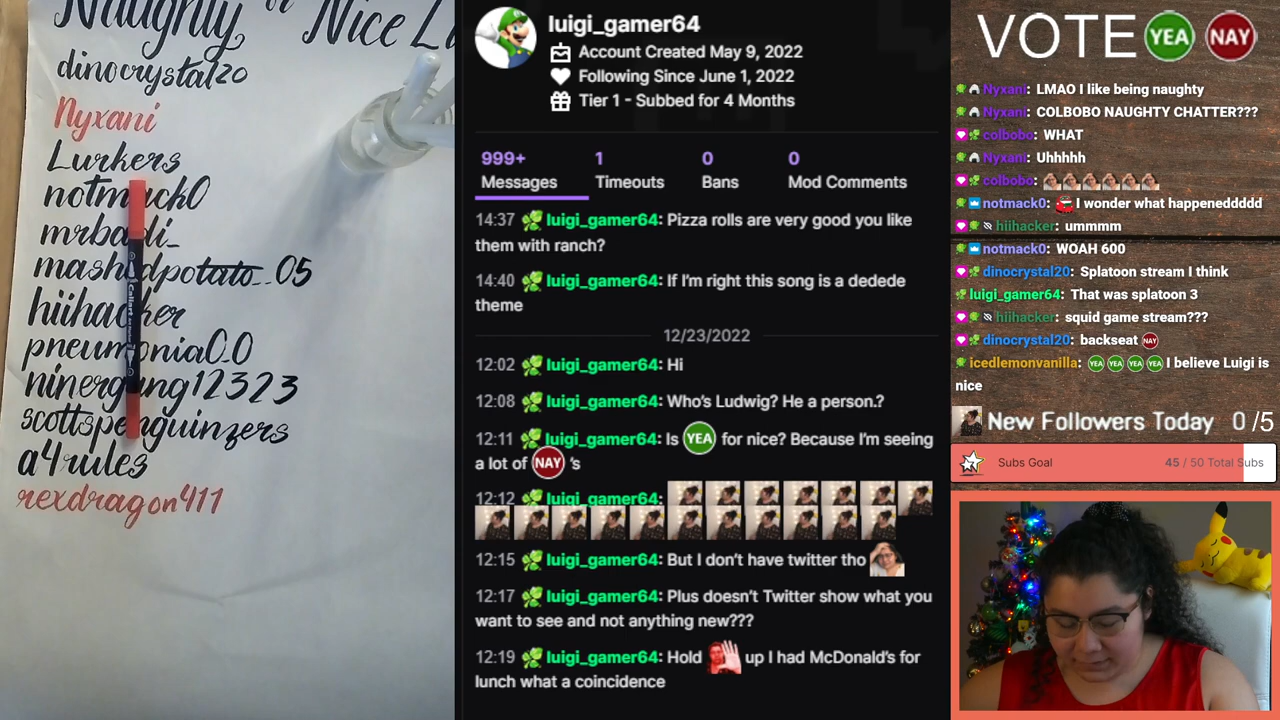 Naughty or Nice Li
dinocrystal20
Nyxani
Lurkers
notmack0
mrbadi_
mashedpotato_05
hiihacker
pneumonia0_0
ninergang12323
scottspenguinzers
a4rules
rexdragon411
luigi_gamer64
Account Created May 9, 2022
Following Since June 1, 2022
Tier 1 - Subbed for 4 Months
999+ 1 0 0
Messages Timeouts Bans Mod Comments
14:37 luigi_gamer64: Pizza rolls are very good you like
them with ranch?
14:40 luigi_gamer64: If I'm right this song is a dedede
theme
12/23/2022
12:02 luigi_gamer64: Hi
12:08 luigi_gamer64: Who's Ludwig? He a person.?
12:11 luigi_gamer64: Is YEA for nice? Because I'm seeing
a lot of NAY 's
12:12 luigi_gamer64:
12:15 luigi_gamer64: But I don't have twitter tho
12:17 luigi_gamer64: Plus doesn't Twitter show what you
want to see and not anything new???
12:19 luigi_gamer64: Hold up I had McDonald's for
lunch what a coincidence
VOTE YEA NAY
Nyxani: LMAO I like being naughty
Nyxani: COLBOBO NAUGHTY CHATTER???
colbobo: WHAT
Nyxani: Uhhhhh
colbobo:
notmack0: I wonder what happeneddddd
hiihacker: ummmm
notmack0: WOAH 600
dinocrystal20: Splatoon stream I think
luigi_gamer64: That was splatoon 3
hiihacker: squid game stream???
dinocrystal20: backseat NAY
icedlemonvanilla: YEA YEA YEA YEA I believe Luigi is
nice
New Followers Today 0 /5
Subs Goal 45 / 50 Total Subs